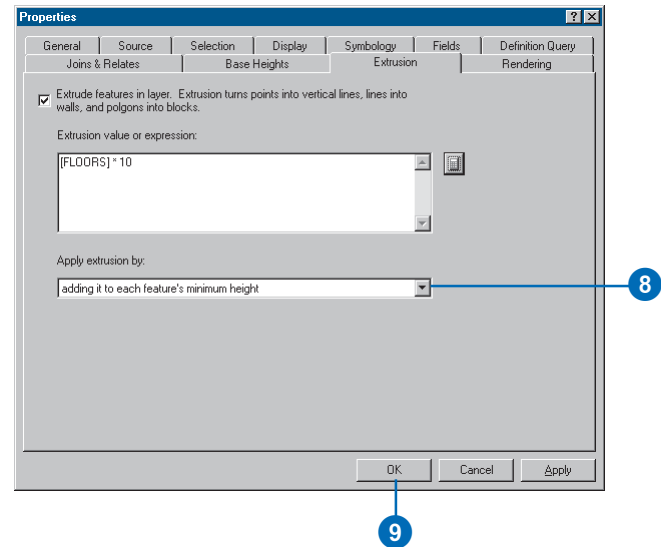 Properties
? ×
General Source Selection Display Symbology Fields Definition Query
Joins & Relates Base Heights Extrusion Rendering
Extrude features in layer. Extrusion turns points into vertical lines, lines into
walls, and polgons into blocks.
Extrusion value or expression:
[FLOORS] * 10
Apply extrusion by:
adding it to each feature's minimum height
8
OK Cancel Apply
9